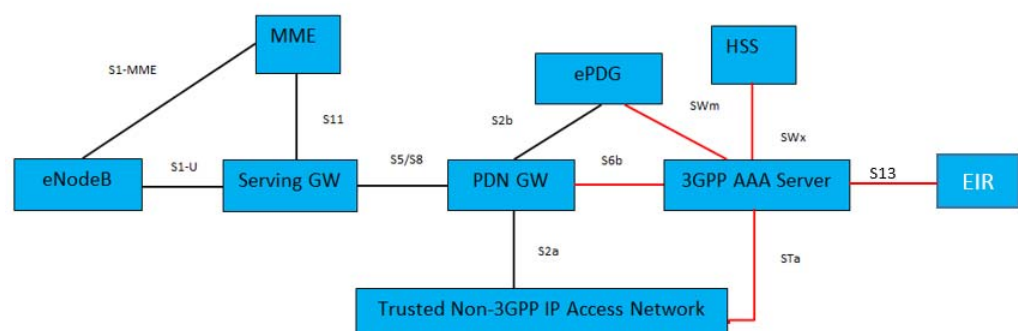 MME
HSS
ePDG
S1-MME
SWm
S11
S2b
SWx
S1-U
S5/S8
S6b
S13
eNodeB
Serving GW
PDN GW
3GPP AAA Server
EIR
S2a
STa
Trusted Non-3GPP IP Access Network